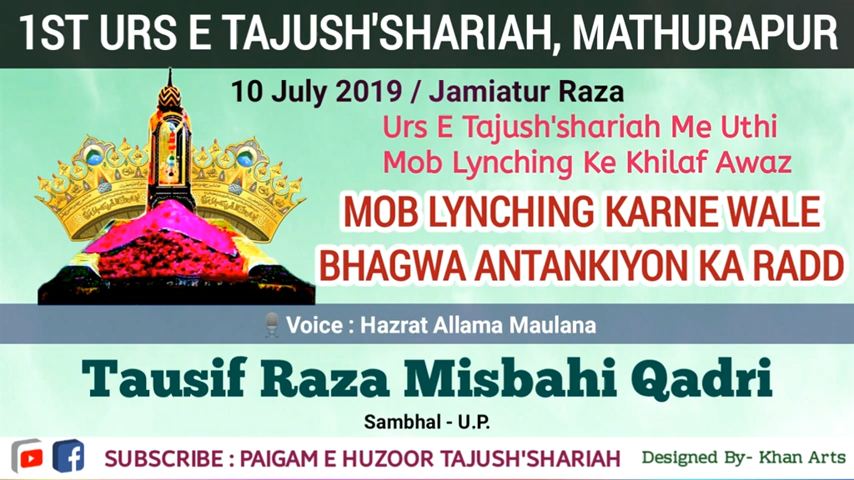 1ST URS E TAJUSH'SHARIAH, MATHURAPUR
10 July 2019 / Jamiatur Raza
Urs E Tajush'shariah Me Uthi
Mob Lynching Ke Khilaf Awaz
MOB LYNCHING KARNE WALE
BHAGWA ANTANKIYON KA RADD
Voice : Hazrat Allama Maulana
Tausif Raza Misbahi Qadri
Sambhal - U.P.
SUBSCRIBE : PAIGAM E HUZOOR TAJUSH'SHARIAH
Designed By- Khan Arts